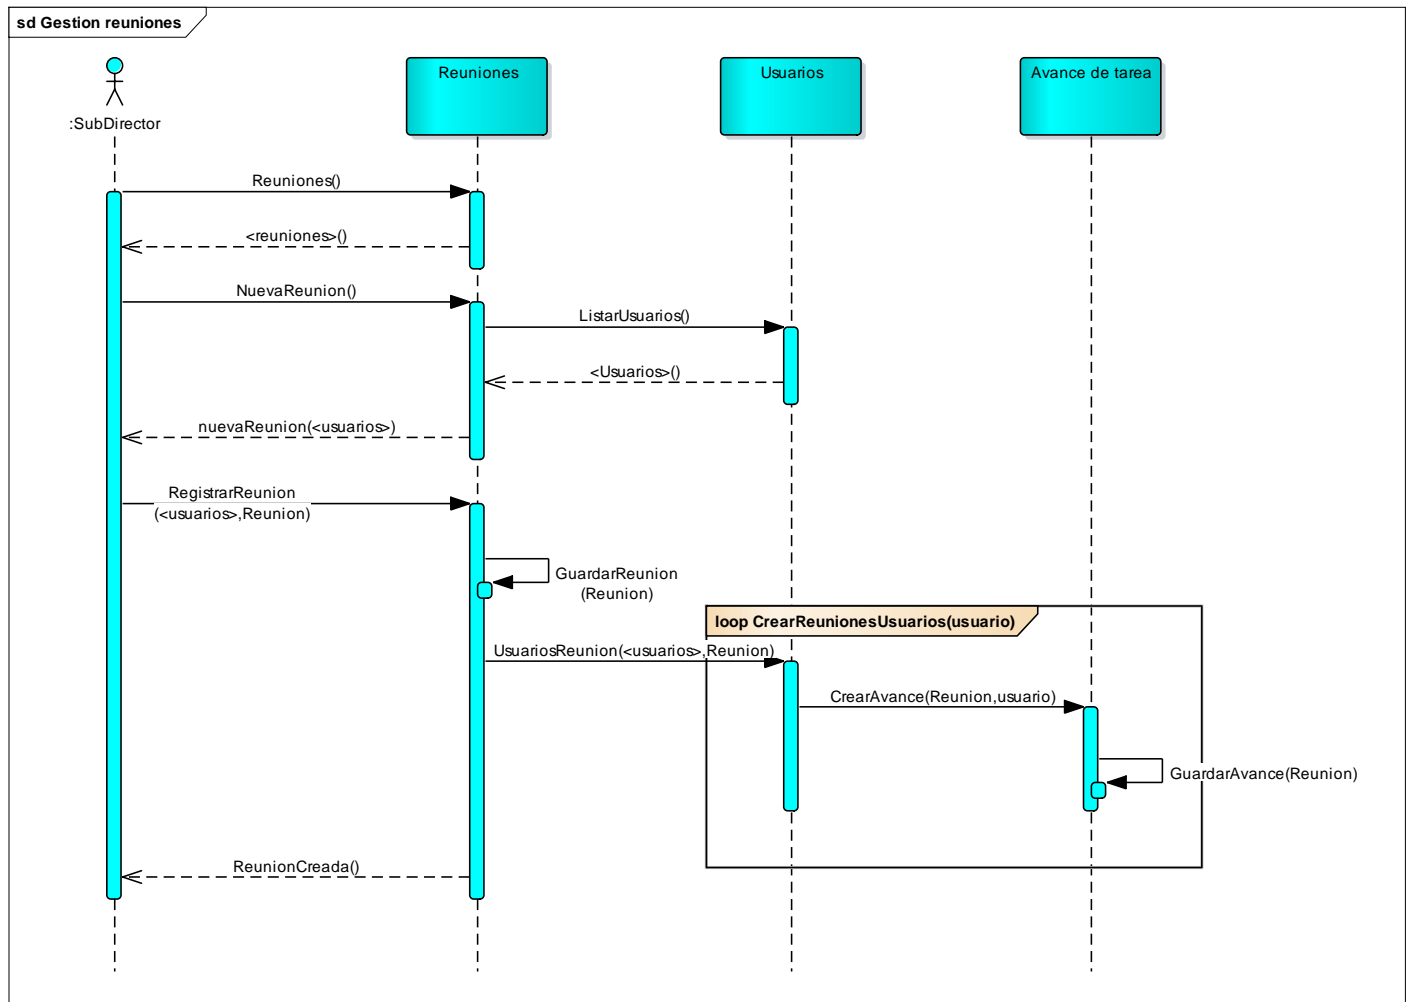 sd Gestion reuniones
:SubDirector
Reuniones
Usuarios
Avance de tarea
Reuniones()
<reuniones>()
NuevaReunion()
ListarUsuarios()
<Usuarios>()
nuevaReunion(<usuarios>)
RegistrarReunion
(<usuarios>,Reunion)
GuardarReunion
(Reunion)
loop CrearReunionesUsuarios(usuario)
UsuariosReunion(<usuarios>,Reunion)
CrearAvance(Reunion,usuario)
GuardarAvance(Reunion)
ReunionCreada()